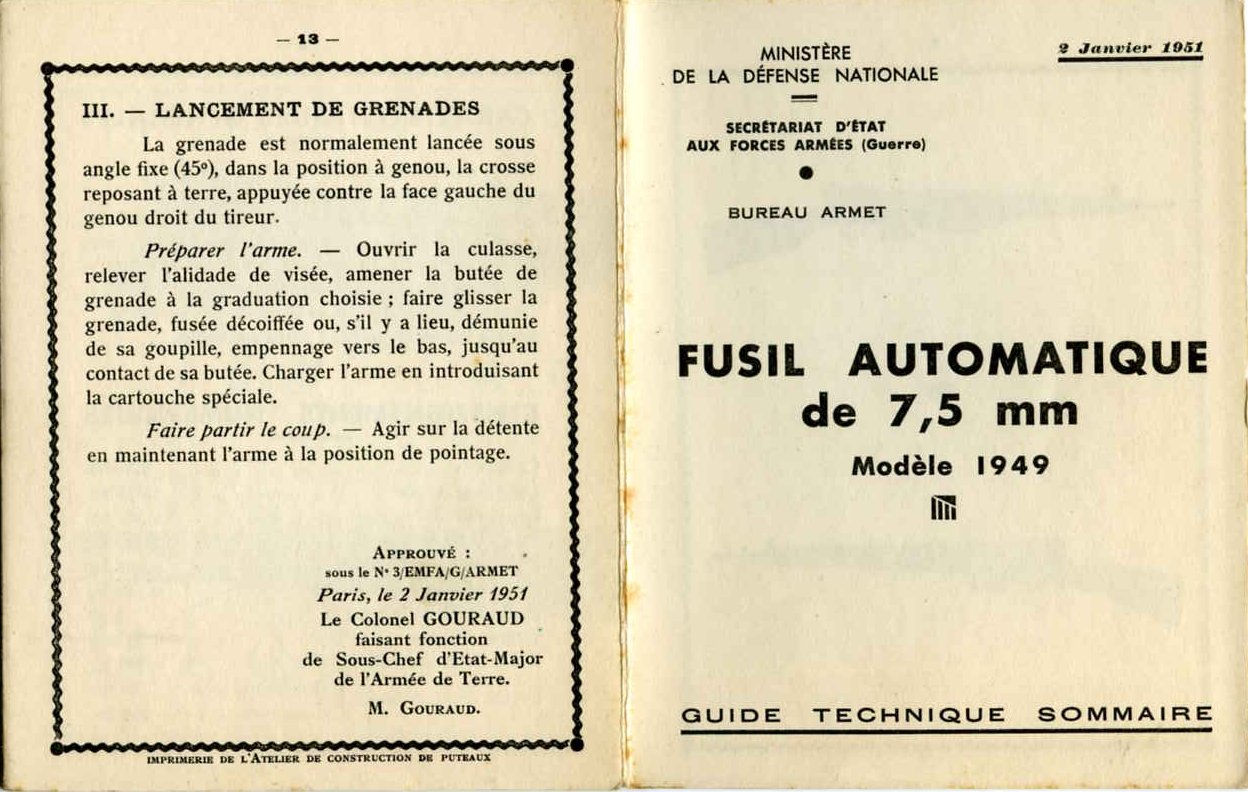 — 13 —
III. — LANCEMENT DE GRENADES
La grenade est normalement lancée sous
angle fixe (45º), dans la position à genou, la crosse
reposant à terre, appuyée contre la face gauche du
genou droit du tireur.
Préparer l'arme. — Ouvrir la culasse,
relever l'alidade de visée, amener la butée de
grenade à la graduation choisie ; faire glisser la
grenade, fusée décoiffée ou, s'il y a lieu, démunie
de sa goupille, empennage vers le bas, jusqu'au
contact de sa butée. Charger l'arme en introduisant
la cartouche spéciale.
Faire partir le coup. — Agir sur la détente
en maintenant l'arme à la position de pointage.
APPROUVÉ :
sous le Nº 3/EMFA/G/ARMET
Paris, le 2 Janvier 1951
Le Colonel GOURAUD
faisant fonction
de Sous-Chef d'Etat-Major
de l'Armée de Terre.
M. GOURAUD.
IMPRIMERIE DE L'ATELIER DE CONSTRUCTION DE PUTEAUX
2 Janvier 1951
MINISTÈRE
DE LA DÉFENSE NATIONALE
SECRÉTARIAT D'ÉTAT
AUX FORCES ARMÉES (Guerre)
BUREAU ARMET
FUSIL AUTOMATIQUE
de 7,5 mm
Modèle 1949
GUIDE TECHNIQUE SOMMAIRE